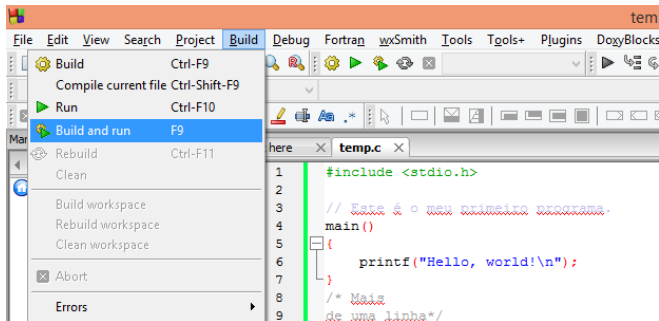 tem
File Edit View Search Project Build Debug Fortran wxSmith Tools Tools+ Plugins DoxyBlocks
Build Ctrl-F9
Compile current file Ctrl-Shift-F9
Run Ctrl-F10
Build and run F9
Rebuild Ctrl-F11
Clean
Build workspace
Rebuild workspace
Clean workspace
Abort
Errors
Mar
here temp.c
1 #include <stdio.h>
2
3 // Este é o meu primeiro programa.
4 main()
5 {
6 printf("Hello, world!\n");
7 }
8 /* Mais
9 de uma linha*/